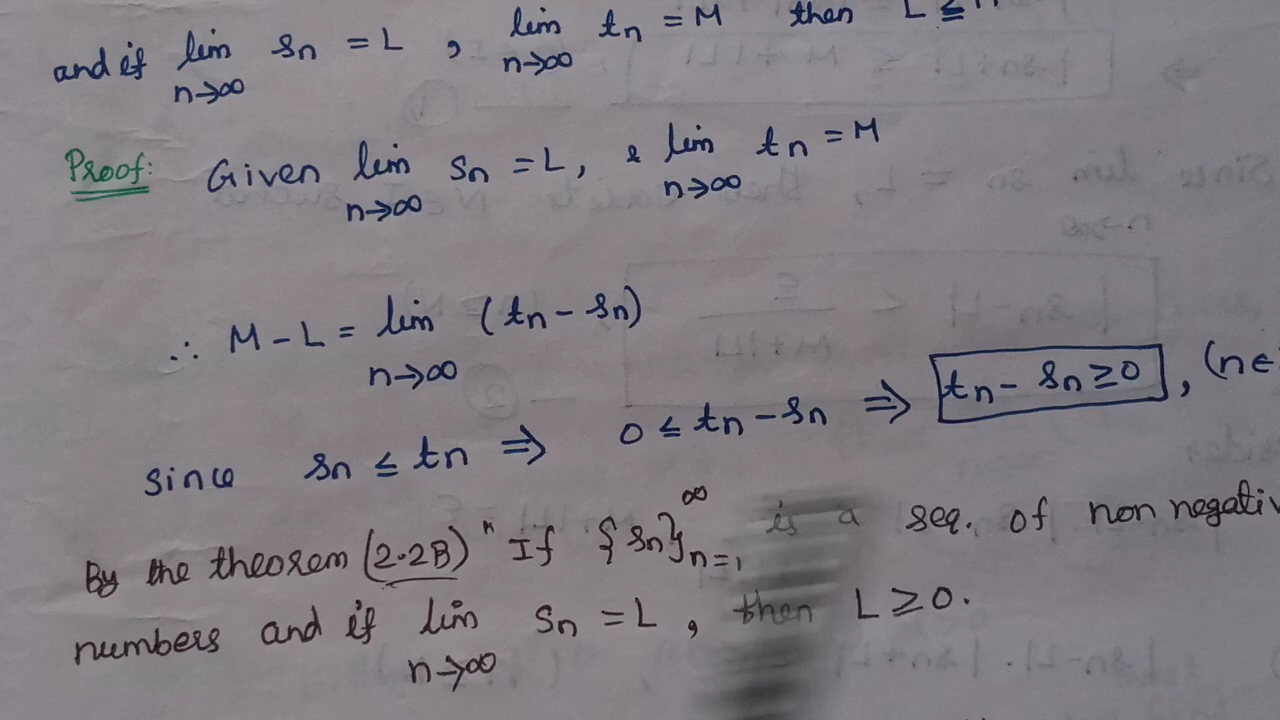 and if lim sn = L , lim tn = M then L ≤
n→∞ n→∞
Proof: Given lim sn = L, & lim tn = M
n→∞ n→∞
∴ M - L = lim (tn - sn)
n→∞
since sn ≤ tn ⇒ 0 ≤ tn - sn ⇒ tn - sn ≥ 0 , (n∈
By the theorem (2.2B) " If {sn}∞n=1 is a seq. of non negativ
numbers and if lim sn = L , then L ≥ 0.
n→∞